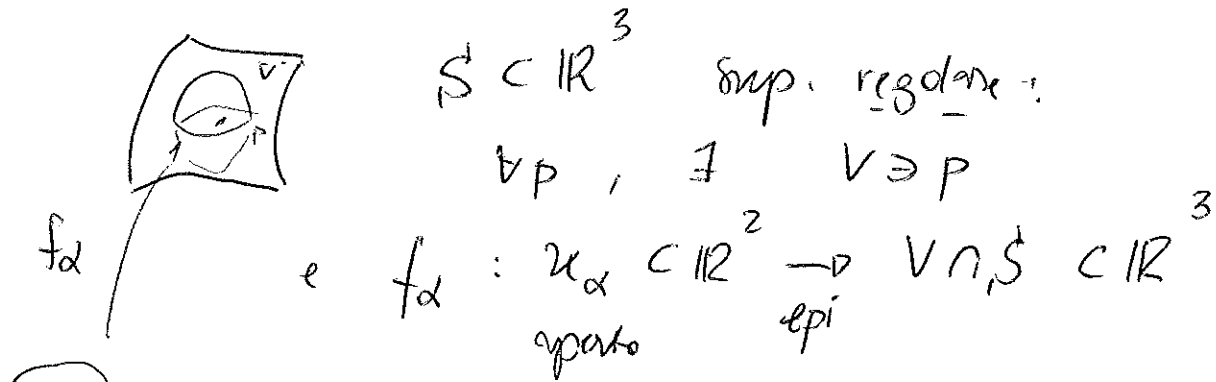 S ⊂ ℝ³ sup. regolare :
V
∀p , ∃ V ∋ p
p
f_α e f_α : 𝒰_α ⊂ ℝ² → V ∩ S ⊂ ℝ³
aperto epi